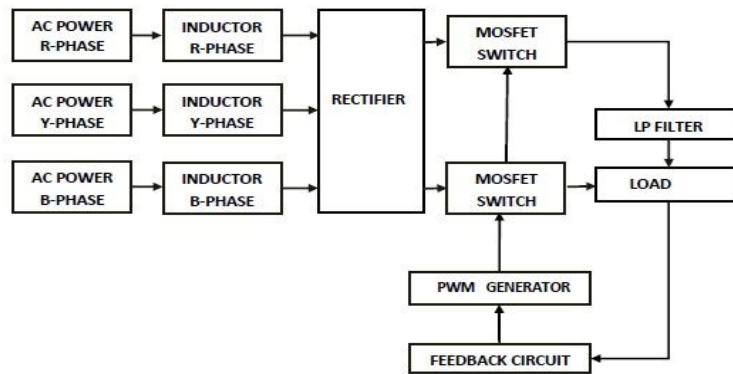 AC POWER
R-PHASE
INDUCTOR
R-PHASE
MOSFET
SWITCH
AC POWER
Y-PHASE
INDUCTOR
Y-PHASE
RECTIFIER
LP FILTER
AC POWER
B-PHASE
INDUCTOR
B-PHASE
MOSFET
SWITCH
LOAD
PWM GENERATOR
FEEDBACK CIRCUIT